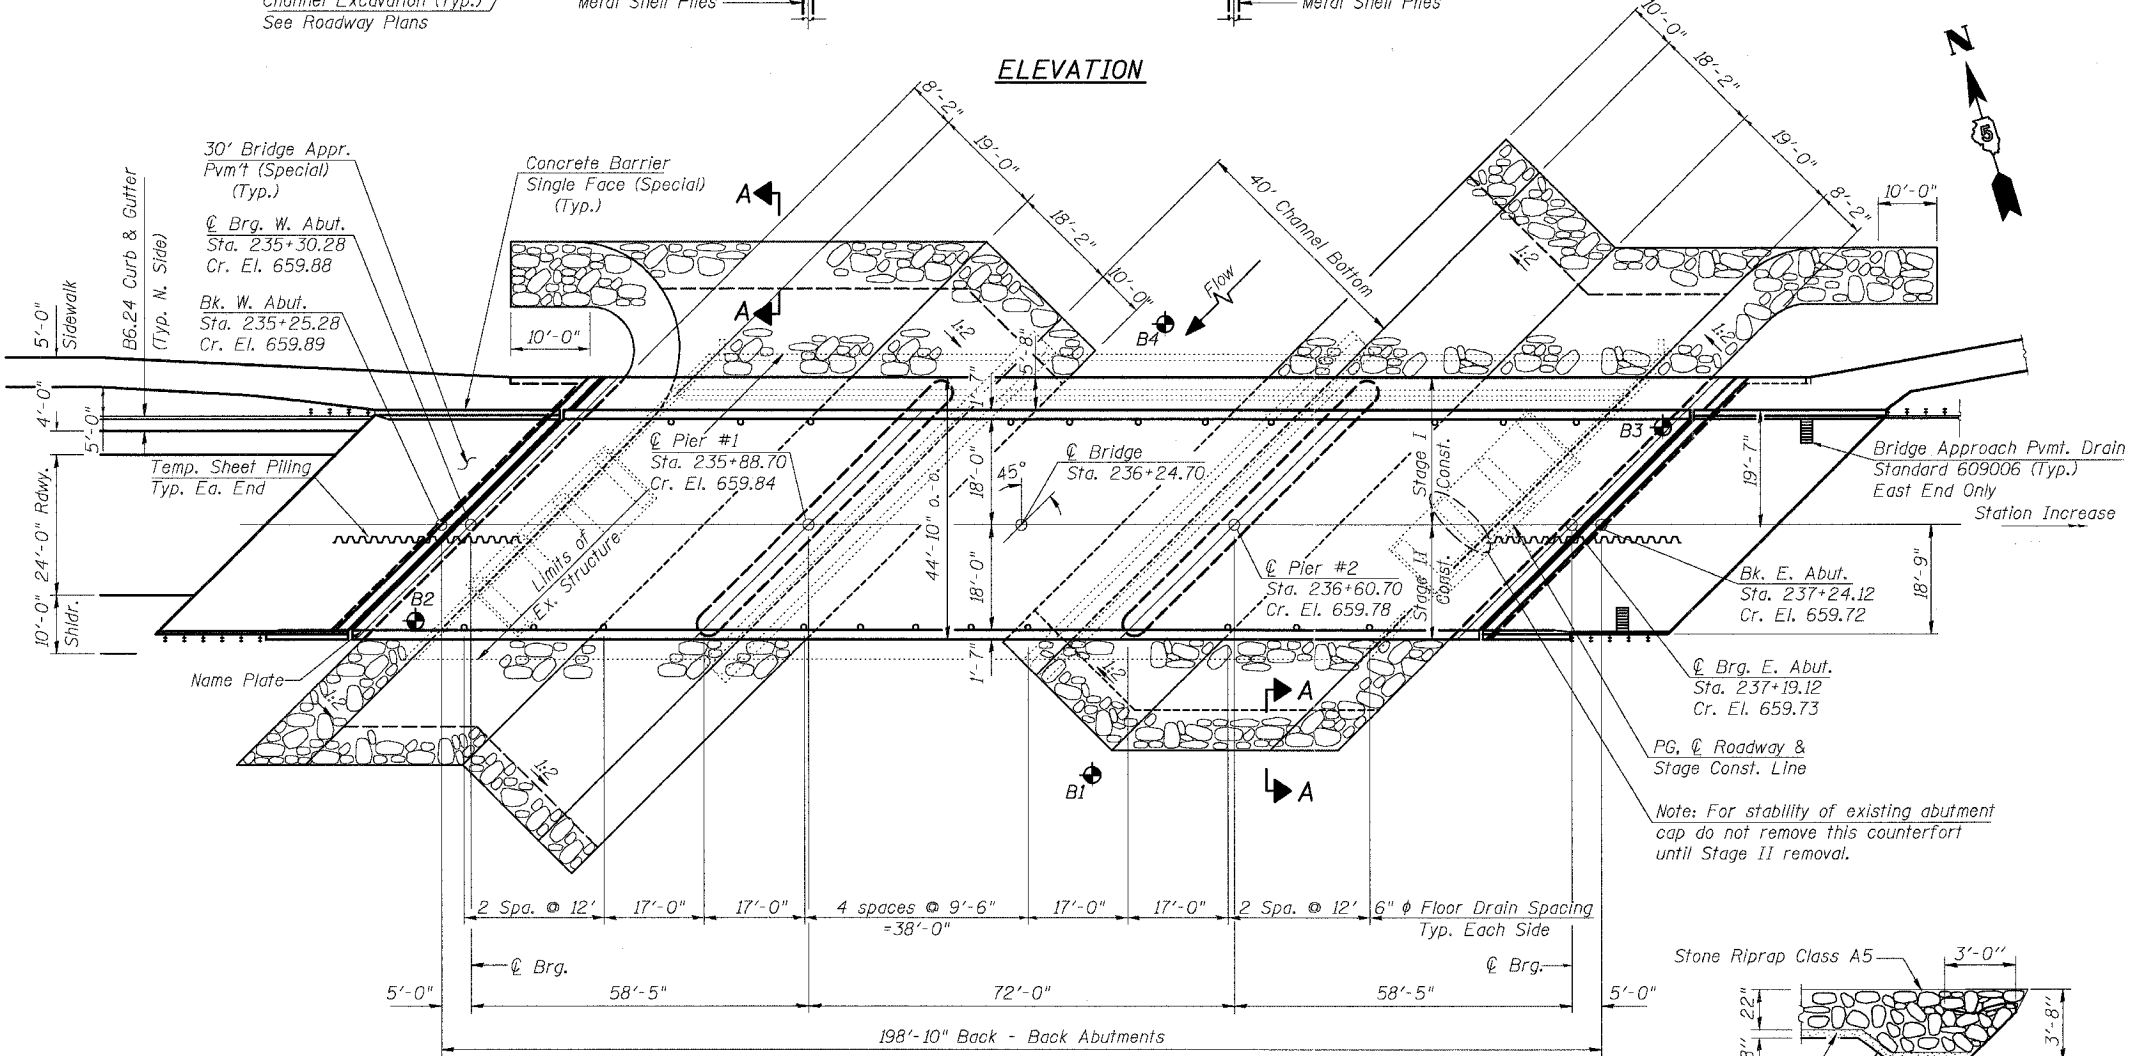 Channel Excavation (Typ.)
See Roadway Plans
Metal Shell Piles
Metal Shell Piles
ELEVATION
N
5
30' Bridge Appr.
Pvm't (Special)
(Typ.)
℄ Brg. W. Abut.
Sta. 235+30.28
Cr. El. 659.88
Bk. W. Abut.
Sta. 235+25.28
Cr. El. 659.89
Concrete Barrier
Single Face (Special)
(Typ.)
B6.24 Curb & Gutter
(Typ. N. Side)
5'-0"
Sidewalk
4'-0"
5'-0"
24'-0" Rdwy.
10'-0"
Shldr.
A
A
10'-0"
8'-2"
19'-0"
18'-2"
10'-0"
40' Channel Bottom
10'-0"
18'-2"
19'-0"
8'-2"
10'-0"
Flow
B4
1:2
1:2
1:2
5'-8"
1'-7"
Temp. Sheet Piling
Typ. Ea. End
℄ Pier #1
Sta. 235+88.70
Cr. El. 659.84
Limits of
Ex. Structure
44'-10" o. o.
18'-0"
18'-0"
1'-7"
45°
℄ Bridge
Sta. 236+24.70
Stage I
Const.
Stage II
Const.
B3
19'-7"
Bridge Approach Pvmt. Drain
Standard 609006 (Typ.)
East End Only
Station Increase
℄ Pier #2
Sta. 236+60.70
Cr. El. 659.78
Bk. E. Abut.
Sta. 237+24.12
Cr. El. 659.72
18'-9"
B2
Name Plate
1:2
1:2
1:2
A
A
B1
℄ Brg. E. Abut.
Sta. 237+19.12
Cr. El. 659.73
PG, ℄ Roadway &
Stage Const. Line
Note: For stability of existing abutment
cap do not remove this counterfort
until Stage II removal.
2 Spa. @ 12'
17'-0"
17'-0"
4 spaces @ 9'-6"
=38'-0"
17'-0"
17'-0"
2 Spa. @ 12'
6" ϕ Floor Drain Spacing
Typ. Each Side
℄ Brg.
℄ Brg.
5'-0"
58'-5"
72'-0"
58'-5"
5'-0"
198'-10" Back - Back Abutments
Stone Riprap Class A5
3'-0"
22"
3'-8"